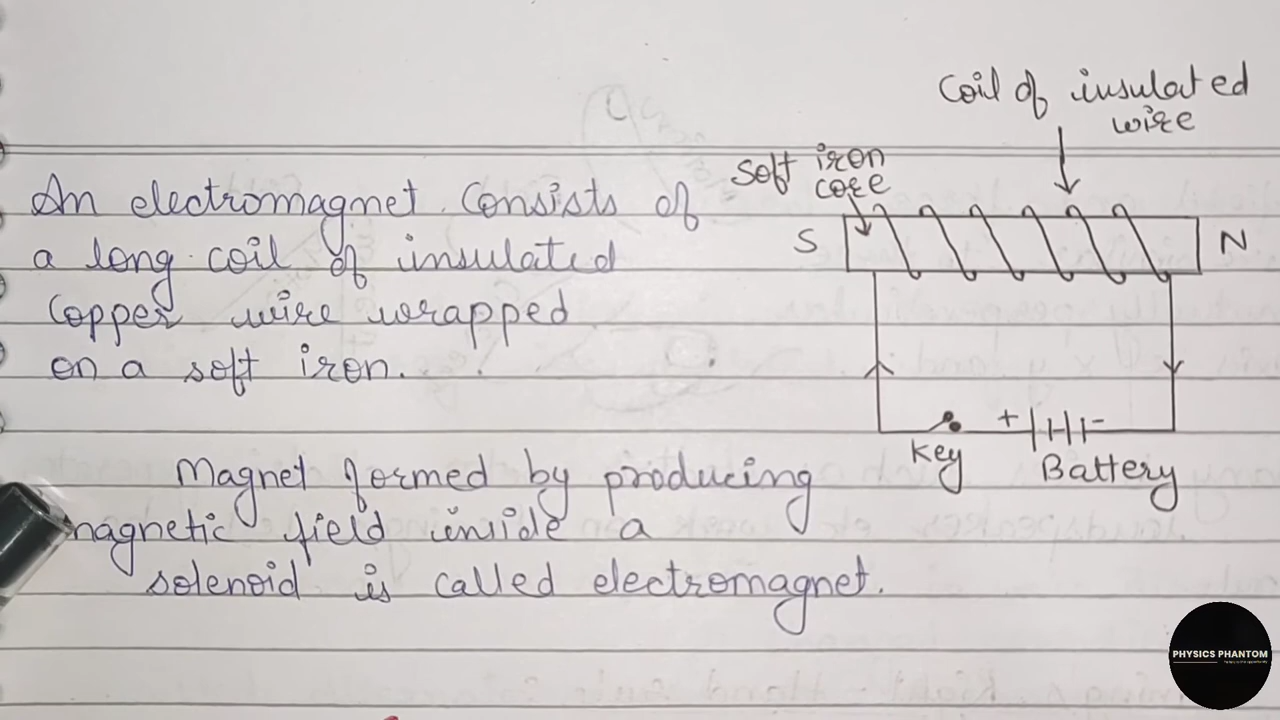 Coil of insulated
wire
Soft iron
core
An electromagnet consists of
a long coil of insulated
copper wire wrapped
on a soft iron.
S
N
+
-
Key
Battery
Magnet formed by producing
magnetic field inside a
solenoid is called electromagnet.
PHYSICS PHANTOM